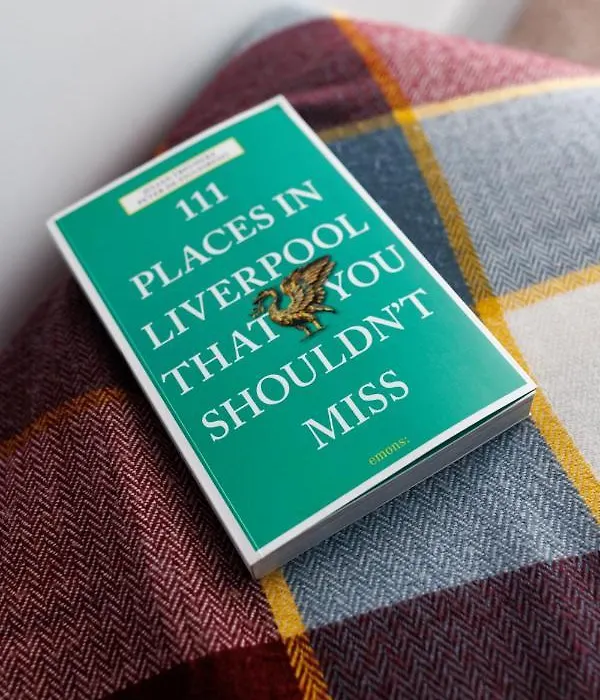 111
PLACES IN
LIVERPOOL
THAT YOU
SHOULDN'T
MISS
emons: